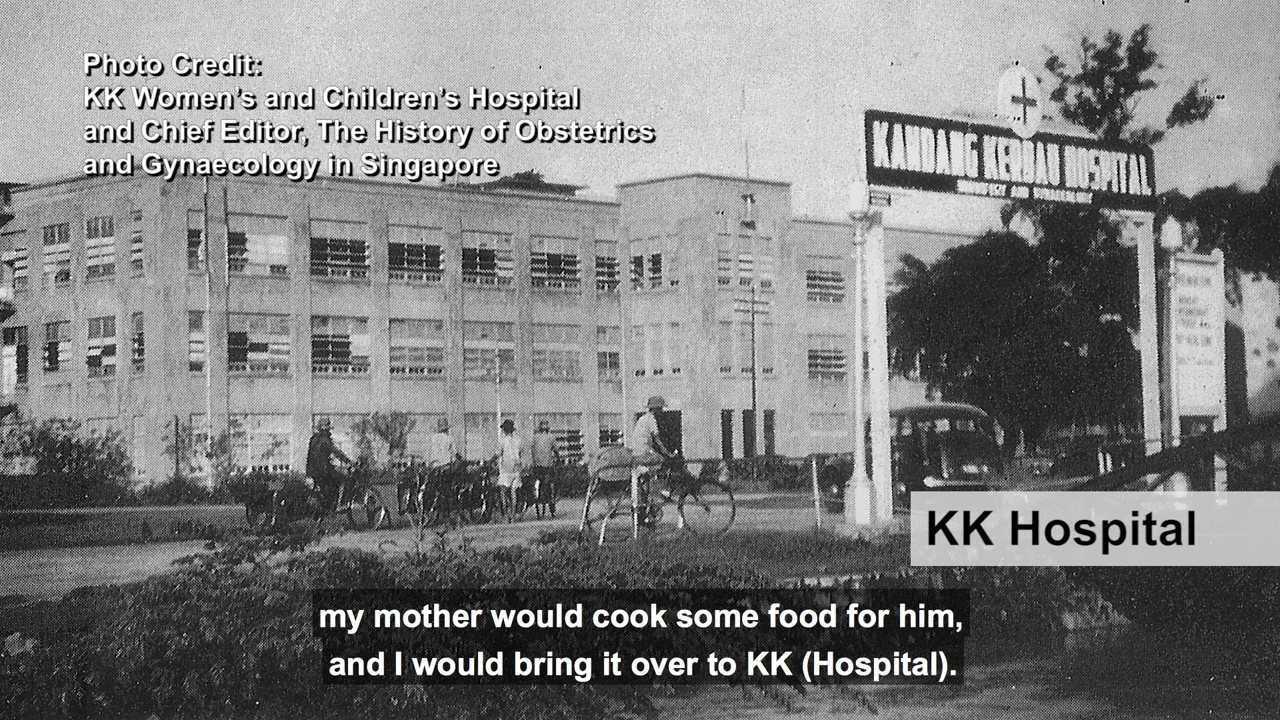 Photo Credit:
KK Women's and Children's Hospital
and Chief Editor, The History of Obstetrics
and Gynaecology in Singapore
KANDANG KERBAU HOSPITAL
KK Hospital
my mother would cook some food for him,
and I would bring it over to KK (Hospital).